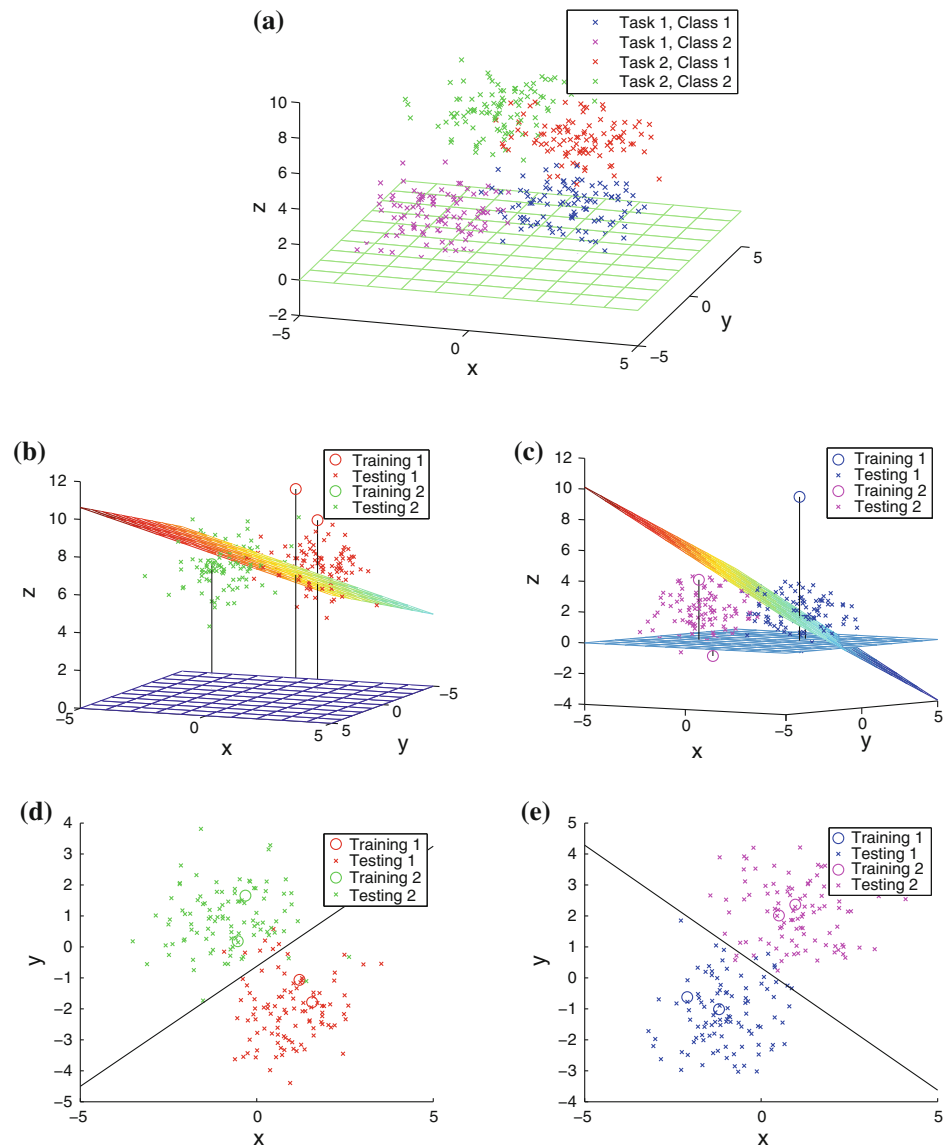 (a)
Task 1, Class 1
Task 1, Class 2
Task 2, Class 1
Task 2, Class 2
10
8
6
4
2
0
−2
z
−5
0
5
x
−5
0
5
y
(b)
Training 1
Testing 1
Training 2
Testing 2
12
10
8
6
4
2
0
z
−5
0
5
x
5
0
−5
y
(c)
Training 1
Testing 1
Training 2
Testing 2
12
10
8
6
4
2
0
−2
−4
z
−5
0
5
x
−5
0
5
y
(d)
Training 1
Testing 1
Training 2
Testing 2
4
3
2
1
0
−1
−2
−3
−4
−5
y
−5
0
5
x
(e)
Training 1
Testing 1
Training 2
Testing 2
5
4
3
2
1
0
−1
−2
−3
−4
y
−5
0
5
x